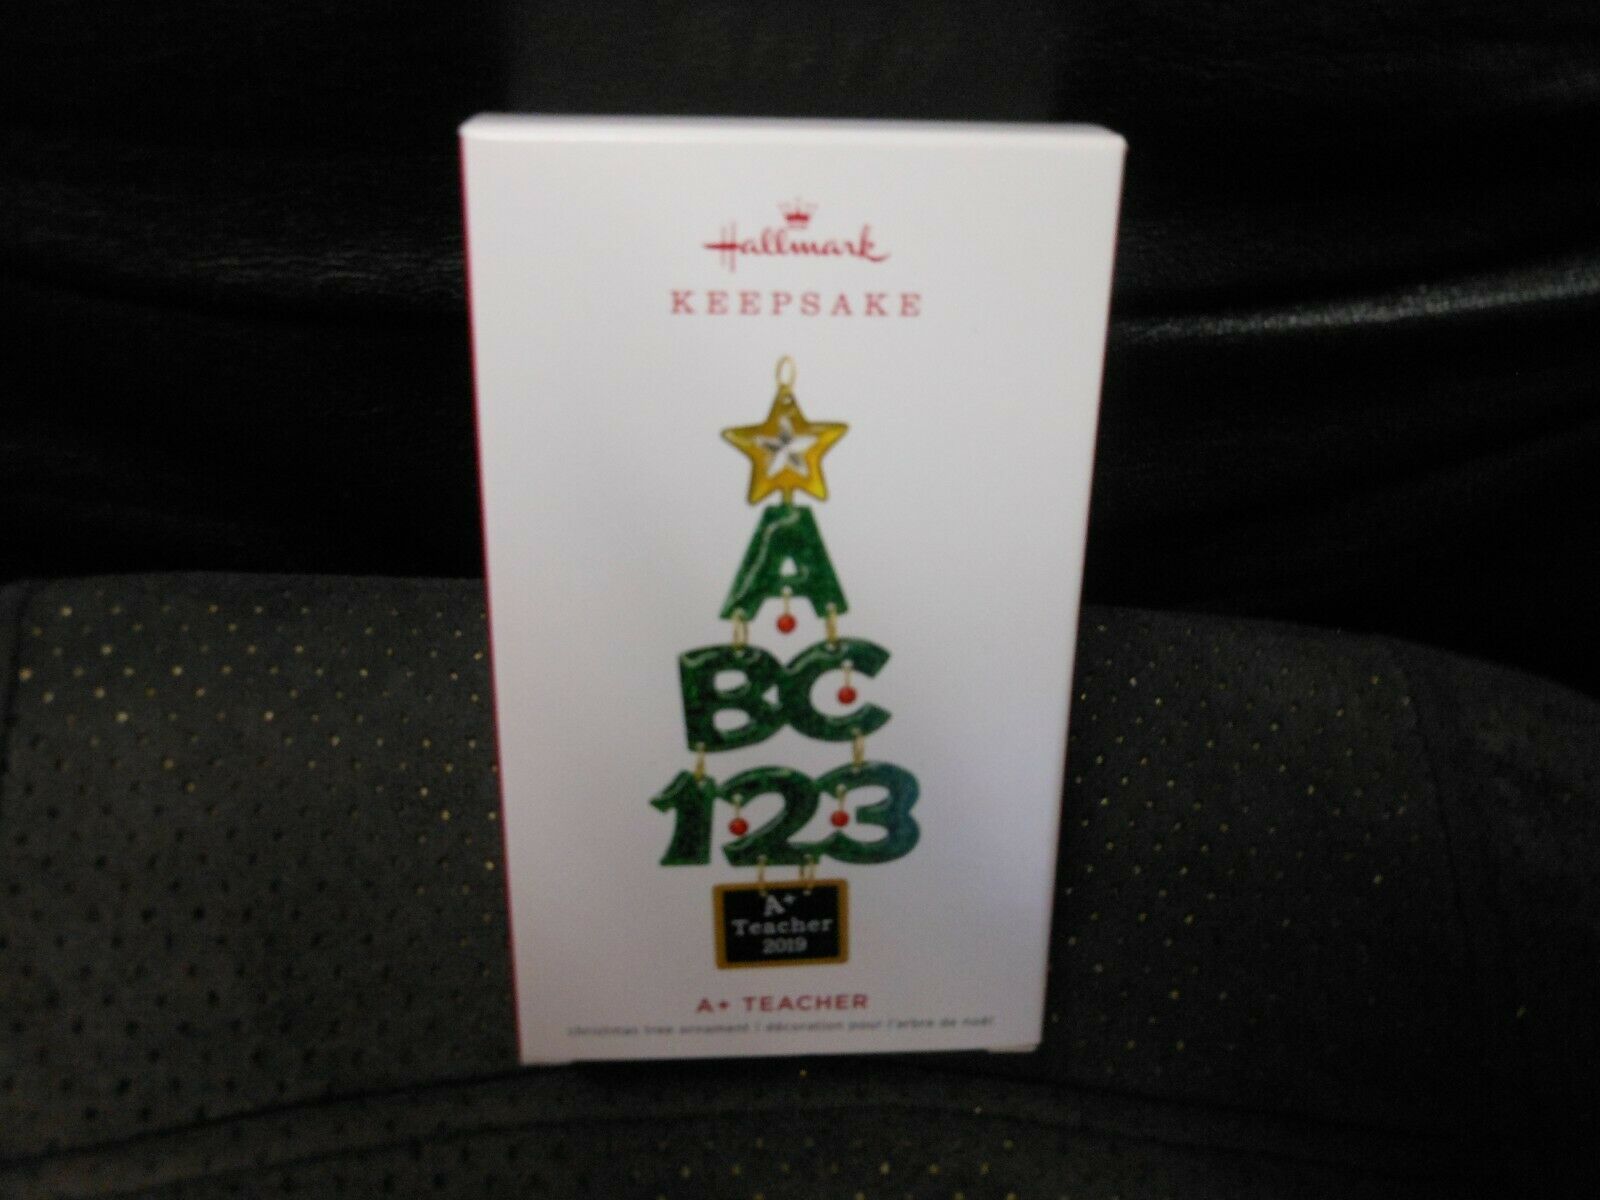 Hallmark
KEEPSAKE
A
BC
123
A+
Teacher
2019
A+ TEACHER
christmas tree ornament | décoration pour l'arbre de noël